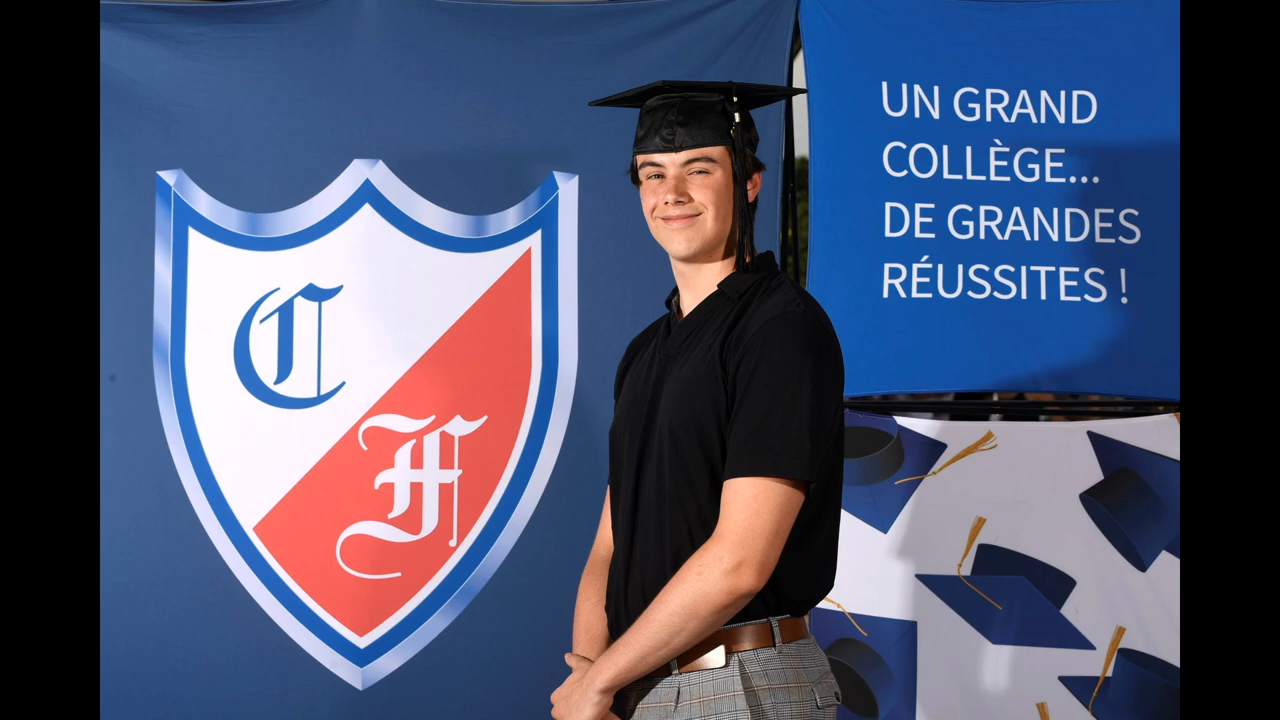 C
F
UN GRAND
COLLÈGE...
DE GRANDES
RÉUSSITES !